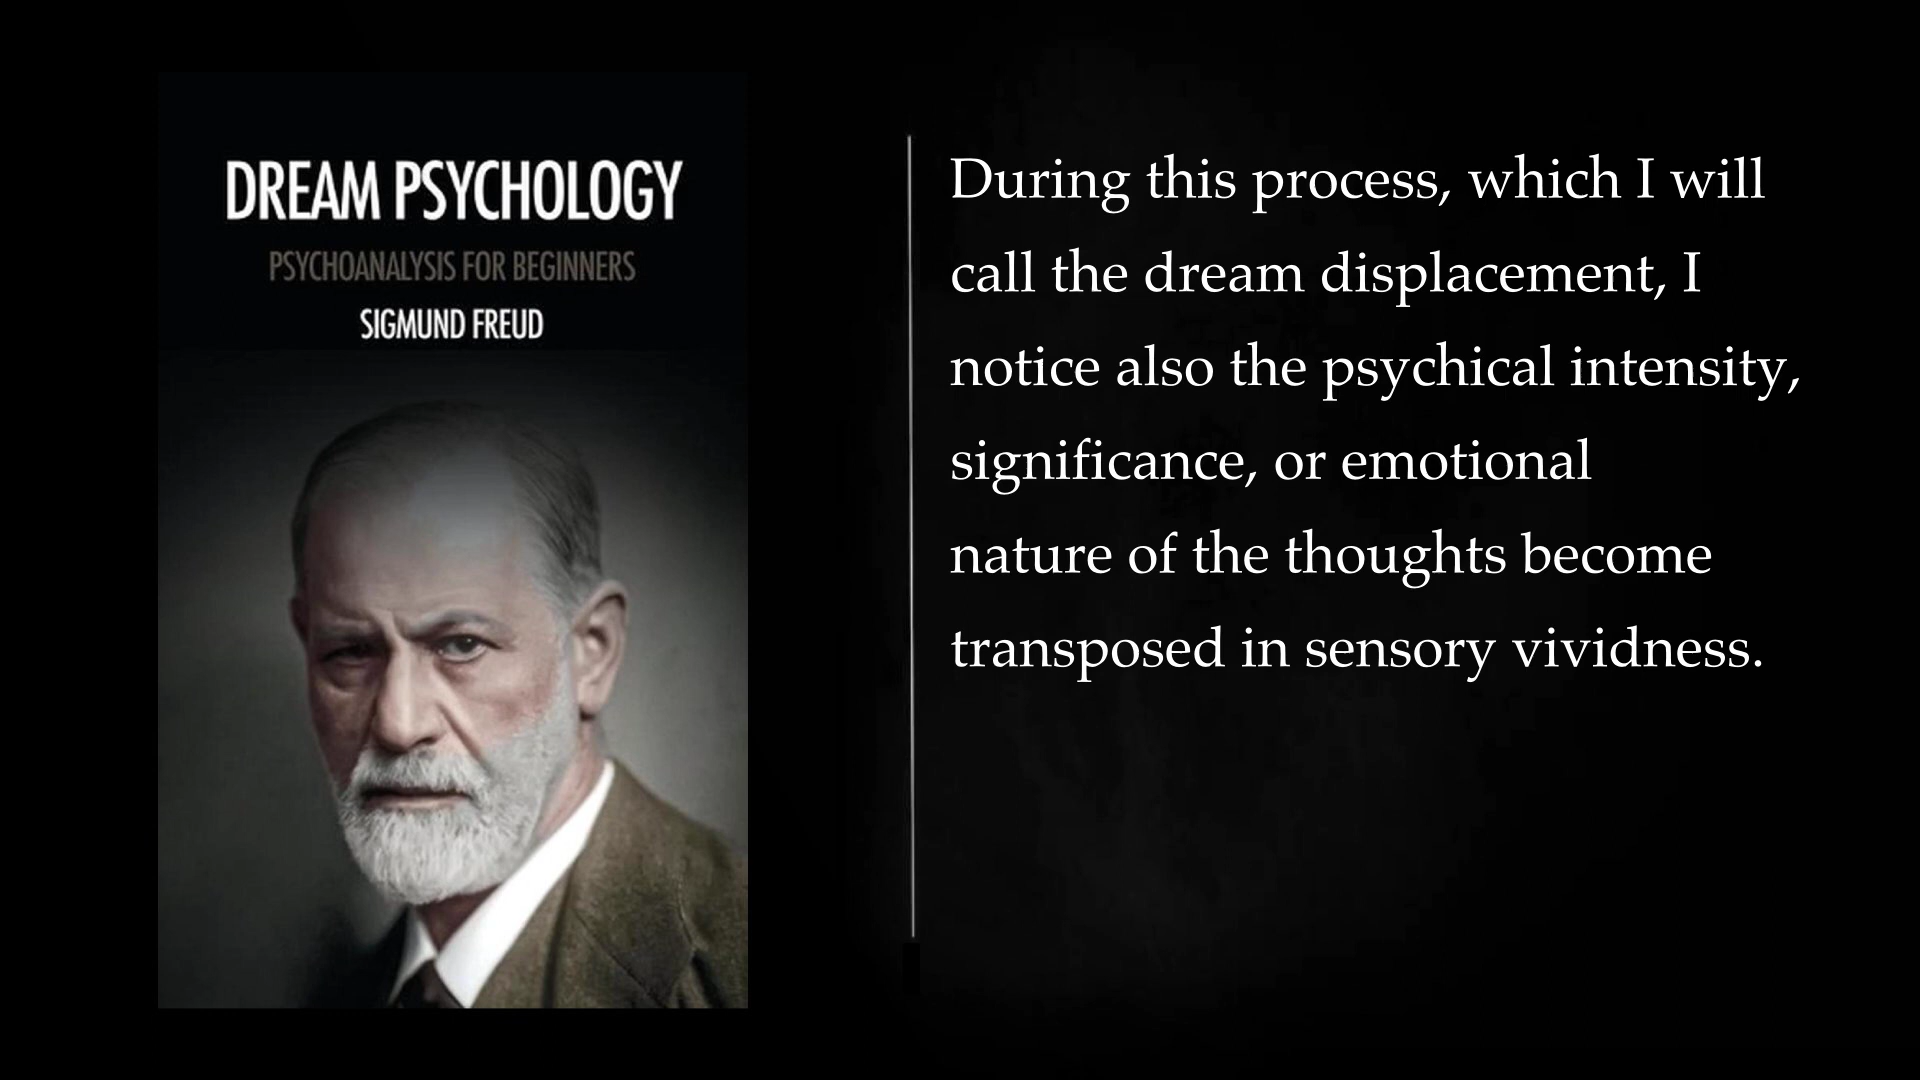 DREAM PSYCHOLOGY
PSYCHOANALYSIS FOR BEGINNERS
SIGMUND FREUD
During this process, which I will
call the dream displacement, I
notice also the psychical intensity,
significance, or emotional
nature of the thoughts become
transposed in sensory vividness.